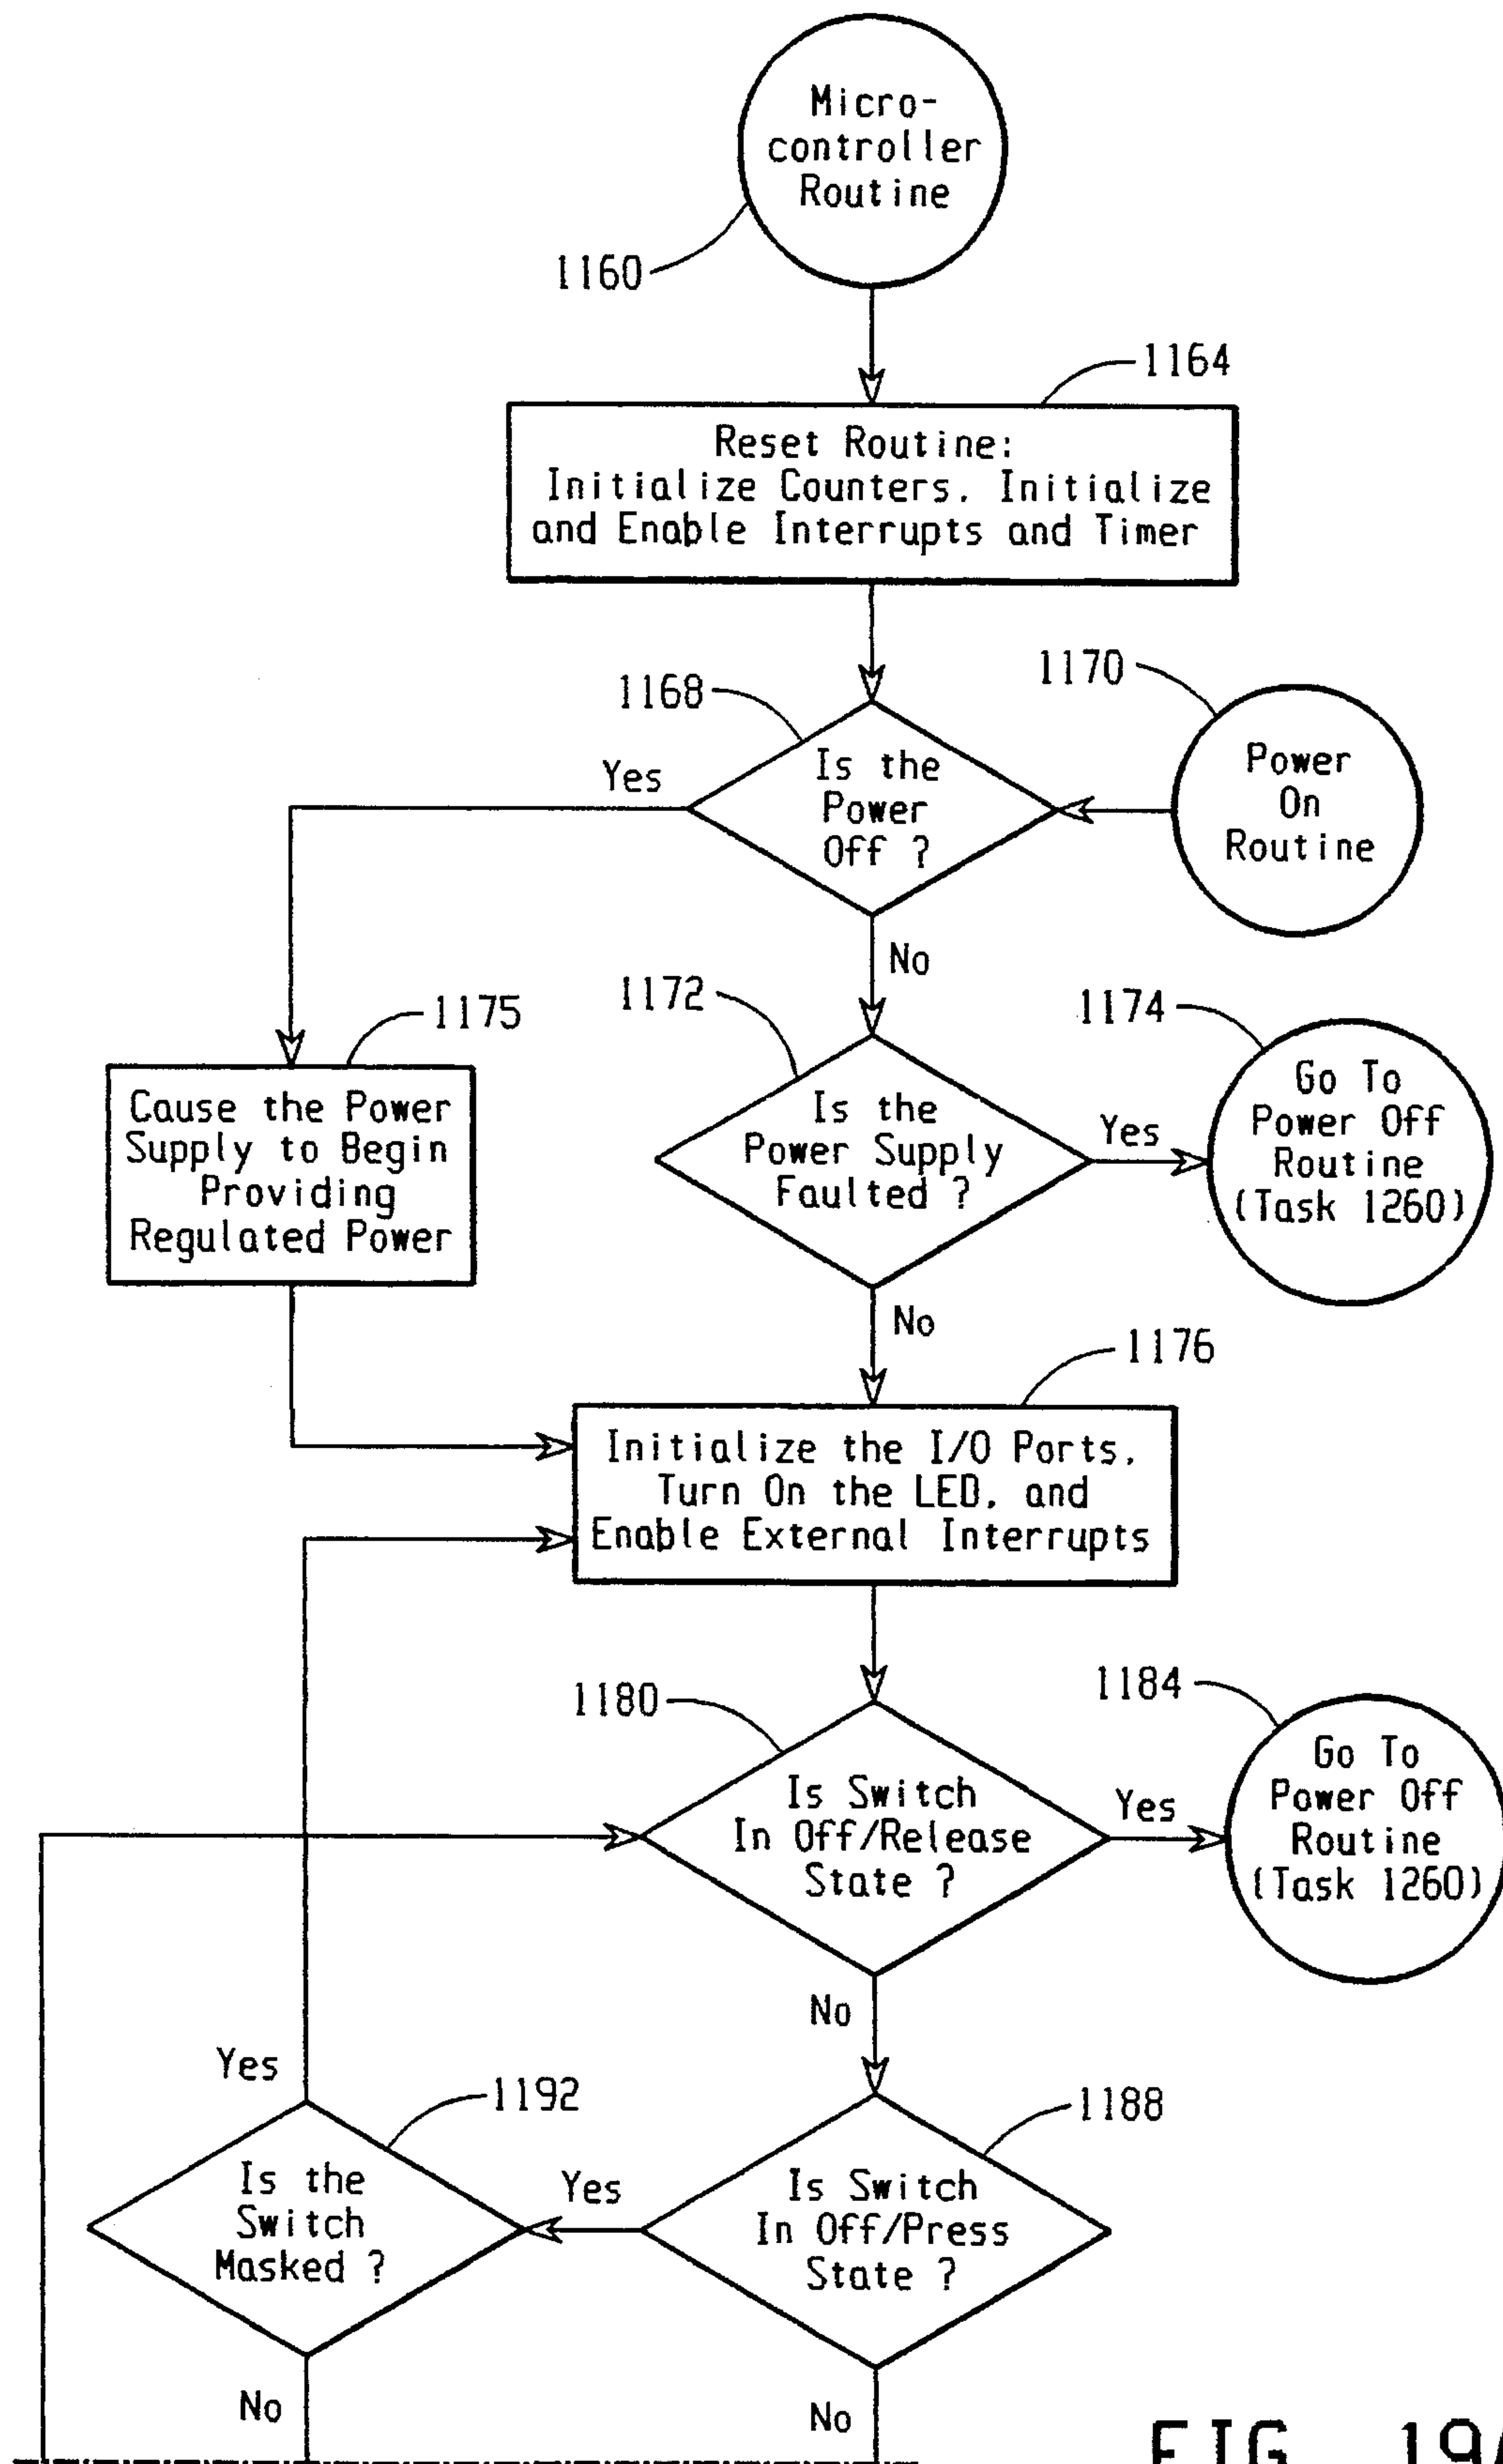 Micro-
controller
Routine
1160
1164
Reset Routine:
Initialize Counters, Initialize
and Enable Interrupts and Timer
1168
1170
Is the
Power
Off ?
Yes
Power
On
Routine
No
1175
1172
1174
Cause the Power
Supply to Begin
Providing
Regulated Power
Is the
Power Supply
Faulted ?
Yes
Go To
Power Off
Routine
(Task 1260)
No
1176
Initialize the I/O Ports,
Turn On the LED, and
Enable External Interrupts
1180
1184
Is Switch
In Off/Release
State ?
Yes
Go To
Power Off
Routine
(Task 1260)
No
Yes
1192
1188
Is the
Switch
Masked ?
Yes
Is Switch
In Off/Press
State ?
No
No
FIG. 19A